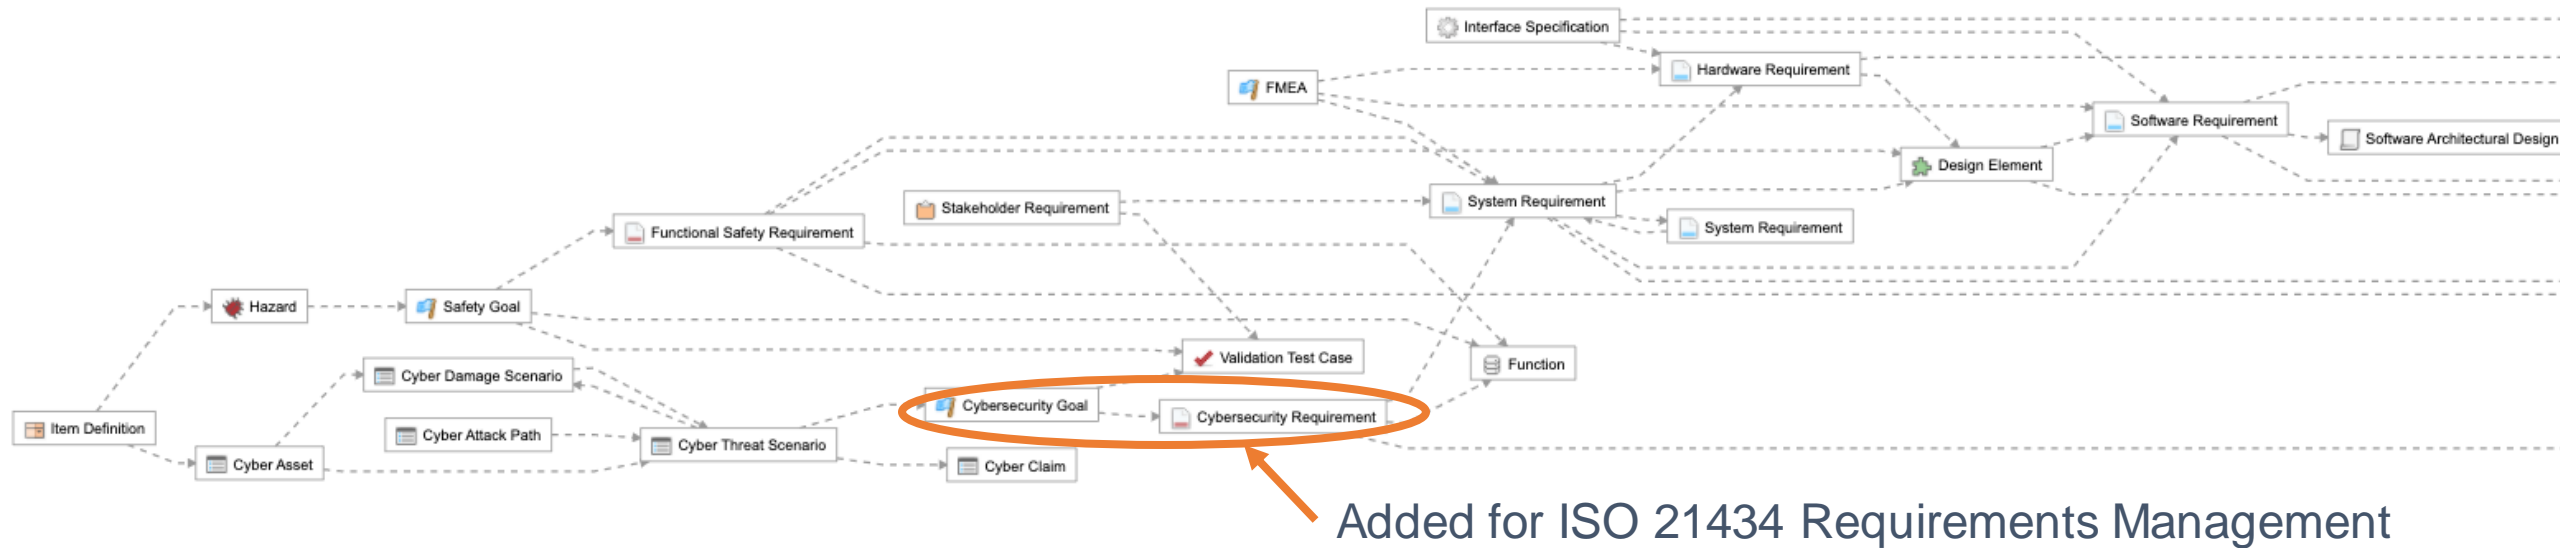 Interface Specification
Hardware Requirement
FMEA
Software Requirement
Software Architectural Design
Design Element
System Requirement
Stakeholder Requirement
System Requirement
Functional Safety Requirement
Hazard
Safety Goal
Validation Test Case
Function
Cyber Damage Scenario
Cybersecurity Goal
Cybersecurity Requirement
Item Definition
Cyber Attack Path
Cyber Threat Scenario
Cyber Asset
Cyber Claim
Added for ISO 21434 Requirements Management